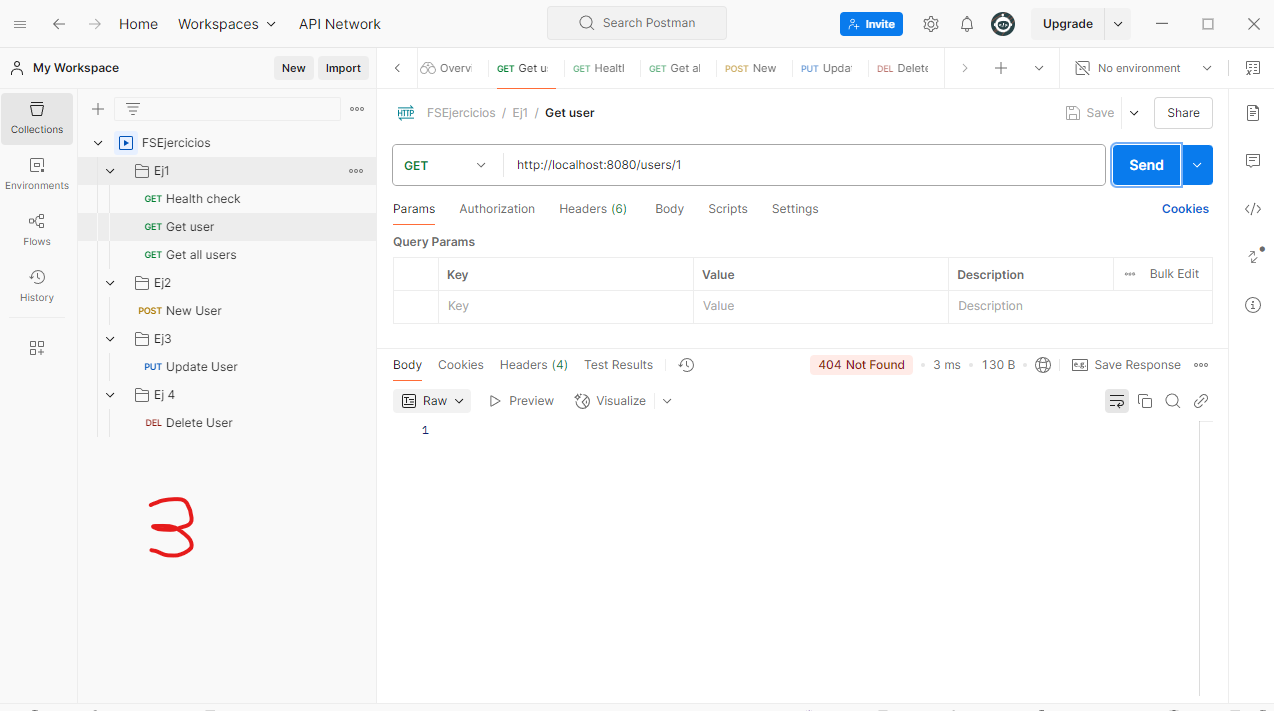 Home Workspaces API Network Search Postman Invite Upgrade
My Workspace New Import Overvi GET Get u GET Healtl GET Get al POST New PUT Updat DEL Delete No environment
Collections
Environments
Flows
History
FSEjercicios
Ej1
GET Health check
GET Get user
GET Get all users
Ej2
POST New User
Ej3
PUT Update User
Ej 4
DEL Delete User
3
HTTP FSEjercicios / Ej1 / Get user Save Share
GET http://localhost:8080/users/1 Send
Params Authorization Headers (6) Body Scripts Settings Cookies
Query Params
Key Value Description Bulk Edit
Key Value Description
Body Cookies Headers (4) Test Results 404 Not Found • 3 ms • 130 B • e.g. Save Response
Raw Preview Visualize
1